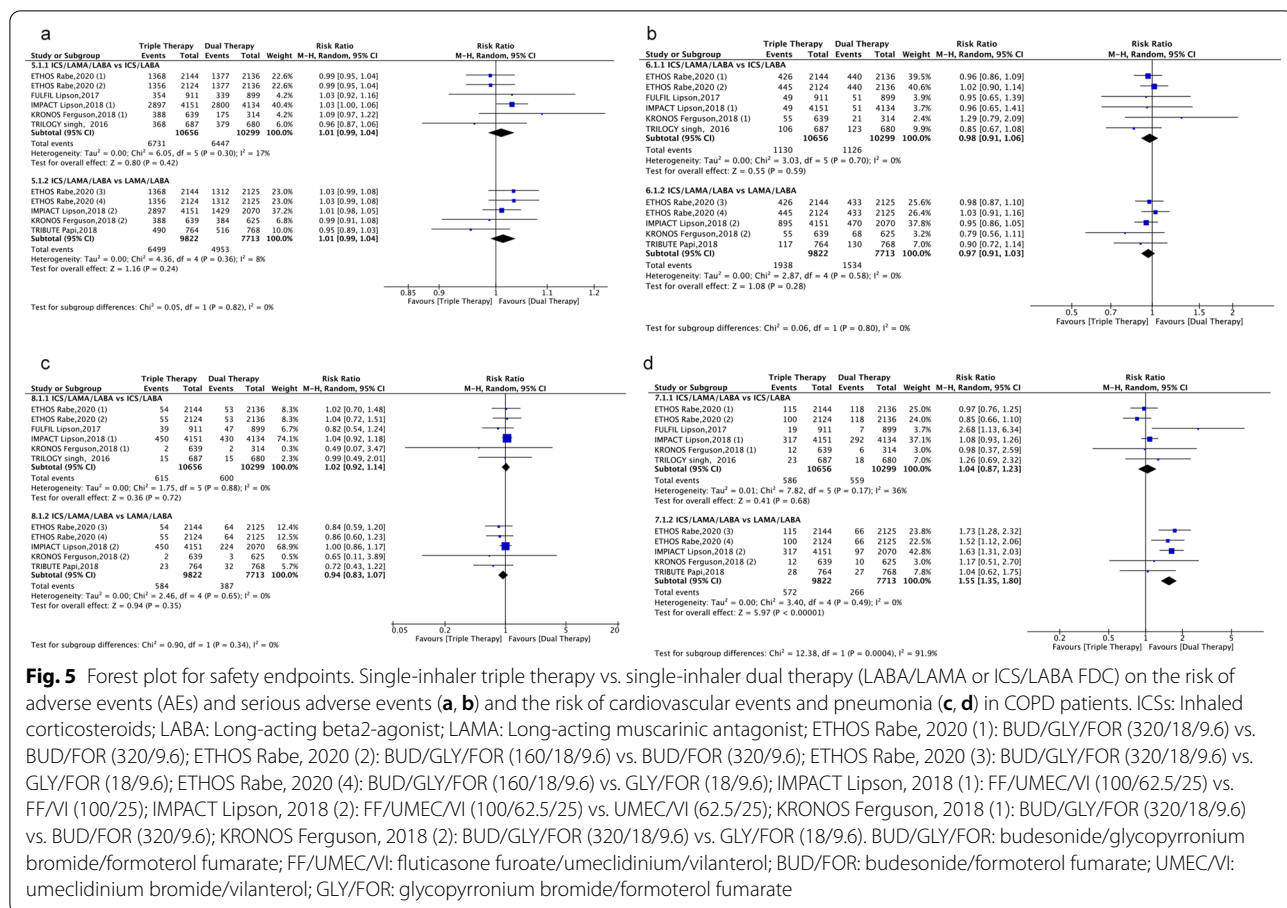 a
Triple Therapy Dual Therapy Risk Ratio Risk Ratio
Study or Subgroup Events Total Events Total Weight M-H, Random, 95% CI M-H, Random, 95% CI
5.1.1 ICS/LAMA/LABA vs ICS/LABA
ETHOS Rabe,2020 (1) 1368 2144 1377 2136 22.6% 0.99 [0.95, 1.04]
ETHOS Rabe,2020 (2) 1356 2124 1377 2136 22.6% 0.99 [0.95, 1.04]
FULFIL Lipson,2017 354 911 339 899 4.2% 1.03 [0.92, 1.16]
IMPACT Lipson,2018 (1) 2897 4151 2800 4134 40.4% 1.03 [1.00, 1.06]
KRONOS Ferguson,2018 (1) 388 639 175 314 4.2% 1.09 [0.97, 1.22]
TRILOGY singh, 2016 368 687 379 680 6.1% 0.96 [0.87, 1.06]
Subtotal (95% CI) 10656 10299 100.0% 1.01 [0.99, 1.04]
Total events 6731 6447
Heterogeneity: Tau² = 0.00; Chi² = 6.05, df = 5 (P = 0.30); I² = 17%
Test for overall effect: Z = 0.80 (P = 0.42)
5.1.2 ICS/LAMA/LABA vs LAMA/LABA
ETHOS Rabe,2020 (3) 1368 2144 1312 2125 23.0% 1.03 [0.99, 1.08]
ETHOS Rabe,2020 (4) 1356 2124 1312 2125 22.9% 1.03 [0.99, 1.08]
IMPIACT Lipson,2018 (2) 2897 4151 1429 2070 37.2% 1.01 [0.98, 1.05]
KRONOS Ferguson,2018 (2) 388 639 384 625 6.8% 0.99 [0.91, 1.08]
TRIBUTE Papi,2018 490 764 516 768 10.0% 0.95 [0.89, 1.03]
Subtotal (95% CI) 9822 7713 100.0% 1.01 [0.99, 1.04]
Total events 6499 4953
Heterogeneity: Tau² = 0.00; Chi² = 4.36, df = 4 (P = 0.36); I² = 8%
Test for overall effect: Z = 1.16 (P = 0.24)
0.85 0.9 1 1.1 1.2
Favours [Triple Therapy] Favours [Dual Therapy]
Test for subgroup differences: Chi² = 0.05, df = 1 (P = 0.82), I² = 0%
b
Triple Therapy Dual Therapy Risk Ratio Risk Ratio
Study or Subgroup Events Total Events Total Weight M-H, Random, 95% CI M-H, Random, 95% CI
6.1.1 ICS/LAMA/LABA vs ICS/LABA
ETHOS Rabe,2020 (1) 426 2144 440 2136 39.5% 0.96 [0.86, 1.09]
ETHOS Rabe,2020 (2) 445 2124 440 2136 40.6% 1.02 [0.90, 1.14]
FULFIL Lipson,2017 49 911 51 899 3.9% 0.95 [0.65, 1.39]
IMPACT Lipson,2018 (1) 49 4151 51 4134 3.9% 0.96 [0.65, 1.41]
KRONOS Ferguson,2018 (1) 55 639 21 314 2.6% 1.29 [0.79, 2.09]
TRILOGY singh, 2016 106 687 123 680 9.6% 0.85 [0.67, 1.08]
Subtotal (95% CI) 10656 10299 100.0% 0.98 [0.91, 1.06]
Total events 1130 1126
Heterogeneity: Tau² = 0.00; Chi² = 3.03, df = 5 (P = 0.70); I² = 0%
Test for overall effect: Z = 0.55 (P = 0.59)
6.1.2 ICS/LAMA/LABA vs LAMA/LABA
ETHOS Rabe,2020 (3) 426 2144 433 2125 25.6% 0.98 [0.87, 1.10]
ETHOS Rabe,2020 (4) 445 2124 433 2125 26.4% 1.03 [0.91, 1.16]
IMPIACT Lipson,2018 (2) 895 4151 470 2070 37.8% 0.95 [0.86, 1.05]
KRONOS Ferguson,2018 (2) 55 639 68 625 3.2% 0.79 [0.56, 1.11]
TRIBUTE Papi,2018 117 764 130 768 7.0% 0.90 [0.72, 1.14]
Subtotal (95% CI) 9822 7713 100.0% 0.97 [0.91, 1.03]
Total events 1938 1534
Heterogeneity: Tau² = 0.00; Chi² = 2.87, df = 4 (P = 0.58); I² = 0%
Test for overall effect: Z = 1.08 (P = 0.28)
0.5 0.7 1 1.5 2
Favours [Triple Therapy] Favours [Dual Therapy]
Test for subgroup differences: Chi² = 0.06, df = 1 (P = 0.80), I² = 0%
c
Triple Therapy Dual Therapy Risk Ratio Risk Ratio
Study or Subgroup Events Total Events Total Weight M-H, Random, 95% CI M-H, Random, 95% CI
8.1.1 ICS/LAMA/LABA vs ICS/LABA
ETHOS Rabe,2020 (1) 54 2144 53 2136 8.3% 1.02 [0.70, 1.48]
ETHOS Rabe,2020 (2) 55 2124 53 2136 8.3% 1.04 [0.72, 1.51]
FULFIL Lipson,2017 39 911 47 899 6.7% 0.82 [0.54, 1.24]
IMPACT Lipson,2018 (1) 450 4151 430 4134 74.1% 1.04 [0.92, 1.18]
KRONOS Ferguson,2018 (1) 2 639 2 314 0.3% 0.49 [0.07, 3.47]
TRILOGY singh, 2016 15 687 15 680 2.3% 0.99 [0.49, 2.01]
Subtotal (95% CI) 10656 10299 100.0% 1.02 [0.92, 1.14]
Total events 615 600
Heterogeneity: Tau² = 0.00; Chi² = 1.75, df = 5 (P = 0.88); I² = 0%
Test for overall effect: Z = 0.36 (P = 0.72)
8.1.2 ICS/LAMA/LABA vs LAMA/LABA
ETHOS Rabe,2020 (3) 54 2144 64 2125 12.4% 0.84 [0.59, 1.20]
ETHOS Rabe,2020 (4) 55 2124 64 2125 12.5% 0.86 [0.60, 1.23]
IMPIACT Lipson,2018 (2) 450 4151 224 2070 68.9% 1.00 [0.86, 1.17]
KRONOS Ferguson,2018 (2) 2 639 3 625 0.5% 0.65 [0.11, 3.89]
TRIBUTE Papi,2018 23 764 32 768 5.7% 0.72 [0.43, 1.22]
Subtotal (95% CI) 9822 7713 100.0% 0.94 [0.83, 1.07]
Total events 584 387
Heterogeneity: Tau² = 0.00; Chi² = 2.46, df = 4 (P = 0.65); I² = 0%
Test for overall effect: Z = 0.94 (P = 0.35)
0.05 0.2 1 5 20
Favours [Triple Therapy] Favours [Dual Therapy]
Test for subgroup differences: Chi² = 0.90, df = 1 (P = 0.34), I² = 0%
d
Triple Therapy Dual Therapy Risk Ratio Risk Ratio
Study or Subgroup Events Total Events Total Weight M-H, Random, 95% CI M-H, Random, 95% CI
7.1.1 ICS/LAMA/LABA vs ICS/LABA
ETHOS Rabe,2020 (1) 115 2144 118 2136 25.0% 0.97 [0.76, 1.25]
ETHOS Rabe,2020 (2) 100 2124 118 2136 24.0% 0.85 [0.66, 1.10]
FULFIL Lipson,2017 19 911 7 899 4.0% 2.68 [1.13, 6.34]
IMPACT Lipson,2018 (1) 317 4151 292 4134 37.1% 1.08 [0.93, 1.26]
KRONOS Ferguson,2018 (1) 12 639 6 314 3.0% 0.98 [0.37, 2.59]
TRILOGY singh, 2016 23 687 18 680 7.0% 1.26 [0.69, 2.32]
Subtotal (95% CI) 10656 10299 100.0% 1.04 [0.87, 1.23]
Total events 586 559
Heterogeneity: Tau² = 0.01; Chi² = 7.82, df = 5 (P = 0.17); I² = 36%
Test for overall effect: Z = 0.41 (P = 0.68)
7.1.2 ICS/LAMA/LABA vs LAMA/LABA
ETHOS Rabe,2020 (3) 115 2144 66 2125 23.8% 1.73 [1.28, 2.32]
ETHOS Rabe,2020 (4) 100 2124 66 2125 22.5% 1.52 [1.12, 2.06]
IMPIACT Lipson,2018 (2) 317 4151 97 2070 42.8% 1.63 [1.31, 2.03]
KRONOS Ferguson,2018 (2) 12 639 10 625 3.0% 1.17 [0.51, 2.70]
TRIBUTE Papi,2018 28 764 27 768 7.8% 1.04 [0.62, 1.75]
Subtotal (95% CI) 9822 7713 100.0% 1.55 [1.35, 1.80]
Total events 572 266
Heterogeneity: Tau² = 0.00; Chi² = 3.40, df = 4 (P = 0.49); I² = 0%
Test for overall effect: Z = 5.97 (P < 0.00001)
0.2 0.5 1 2 5
Favours [Triple Therapy] Favours [Dual Therapy]
Test for subgroup differences: Chi² = 12.38, df = 1 (P = 0.0004), I² = 91.9%
Fig. 5 Forest plot for safety endpoints. Single-inhaler triple therapy vs. single-inhaler dual therapy (LABA/LAMA or ICS/LABA FDC) on the risk of
adverse events (AEs) and serious adverse events (a, b) and the risk of cardiovascular events and pneumonia (c, d) in COPD patients. ICSs: Inhaled
corticosteroids; LABA: Long-acting beta2-agonist; LAMA: Long-acting muscarinic antagonist; ETHOS Rabe, 2020 (1): BUD/GLY/FOR (320/18/9.6) vs.
BUD/FOR (320/9.6); ETHOS Rabe, 2020 (2): BUD/GLY/FOR (160/18/9.6) vs. BUD/FOR (320/9.6); ETHOS Rabe, 2020 (3): BUD/GLY/FOR (320/18/9.6) vs.
GLY/FOR (18/9.6); ETHOS Rabe, 2020 (4): BUD/GLY/FOR (160/18/9.6) vs. GLY/FOR (18/9.6); IMPACT Lipson, 2018 (1): FF/UMEC/VI (100/62.5/25) vs.
FF/VI (100/25); IMPACT Lipson, 2018 (2): FF/UMEC/VI (100/62.5/25) vs. UMEC/VI (62.5/25); KRONOS Ferguson, 2018 (1): BUD/GLY/FOR (320/18/9.6)
vs. BUD/FOR (320/9.6); KRONOS Ferguson, 2018 (2): BUD/GLY/FOR (320/18/9.6) vs. GLY/FOR (18/9.6). BUD/GLY/FOR: budesonide/glycopyrronium
bromide/formoterol fumarate; FF/UMEC/VI: fluticasone furoate/umeclidinium/vilanterol; BUD/FOR: budesonide/formoterol fumarate; UMEC/VI:
umeclidinium bromide/vilanterol; GLY/FOR: glycopyrronium bromide/formoterol fumarate